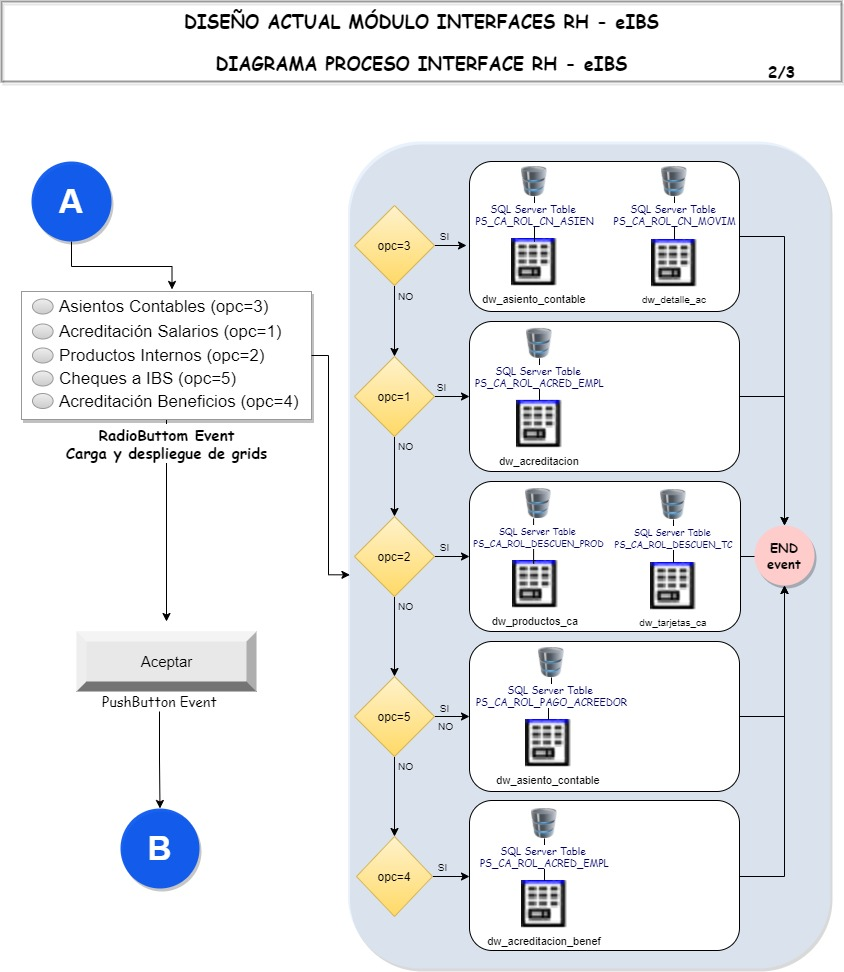 DISEÑO ACTUAL MÓDULO INTERFACES RH - eIBS
DIAGRAMA PROCESO INTERFACE RH - eIBS
2/3
A
Asientos Contables (opc=3)
Acreditación Salarios (opc=1)
Productos Internos (opc=2)
Cheques a IBS (opc=5)
Acreditación Beneficios (opc=4)
RadioButtom Event
Carga y despliegue de grids
Aceptar
PushButton Event
B
opc=3
SI
NO
SQL Server Table
PS_CA_ROL_CN_ASIEN
dw_asiento_contable
SQL Server Table
PS_CA_ROL_CN_MOVIM
dw_detalle_ac
opc=1
SI
NO
SQL Server Table
PS_CA_ROL_ACRED_EMPL
dw_acreditacion
opc=2
SI
NO
SQL Server Table
PS_CA_ROL_DESCUEN_PROD
dw_productos_ca
SQL Server Table
PS_CA_ROL_DESCUEN_TC
dw_tarjetas_ca
END
event
opc=5
SI
NO
NO
SQL Server Table
PS_CA_ROL_PAGO_ACREEDOR
dw_asiento_contable
opc=4
SI
SQL Server Table
PS_CA_ROL_ACRED_EMPL
dw_acreditacion_benef